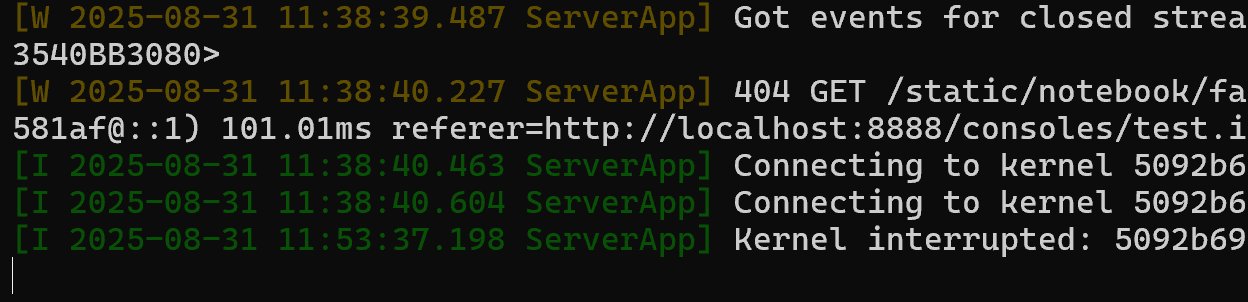 [W 2025-08-31 11:38:39.487 ServerApp] Got events for closed strea
3540BB3080>
[W 2025-08-31 11:38:40.227 ServerApp] 404 GET /static/notebook/fa
581af@::1) 101.01ms referer=http://localhost:8888/consoles/test.i
[I 2025-08-31 11:38:40.463 ServerApp] Connecting to kernel 5092b6
[I 2025-08-31 11:38:40.604 ServerApp] Connecting to kernel 5092b6
[I 2025-08-31 11:53:37.198 ServerApp] Kernel interrupted: 5092b69